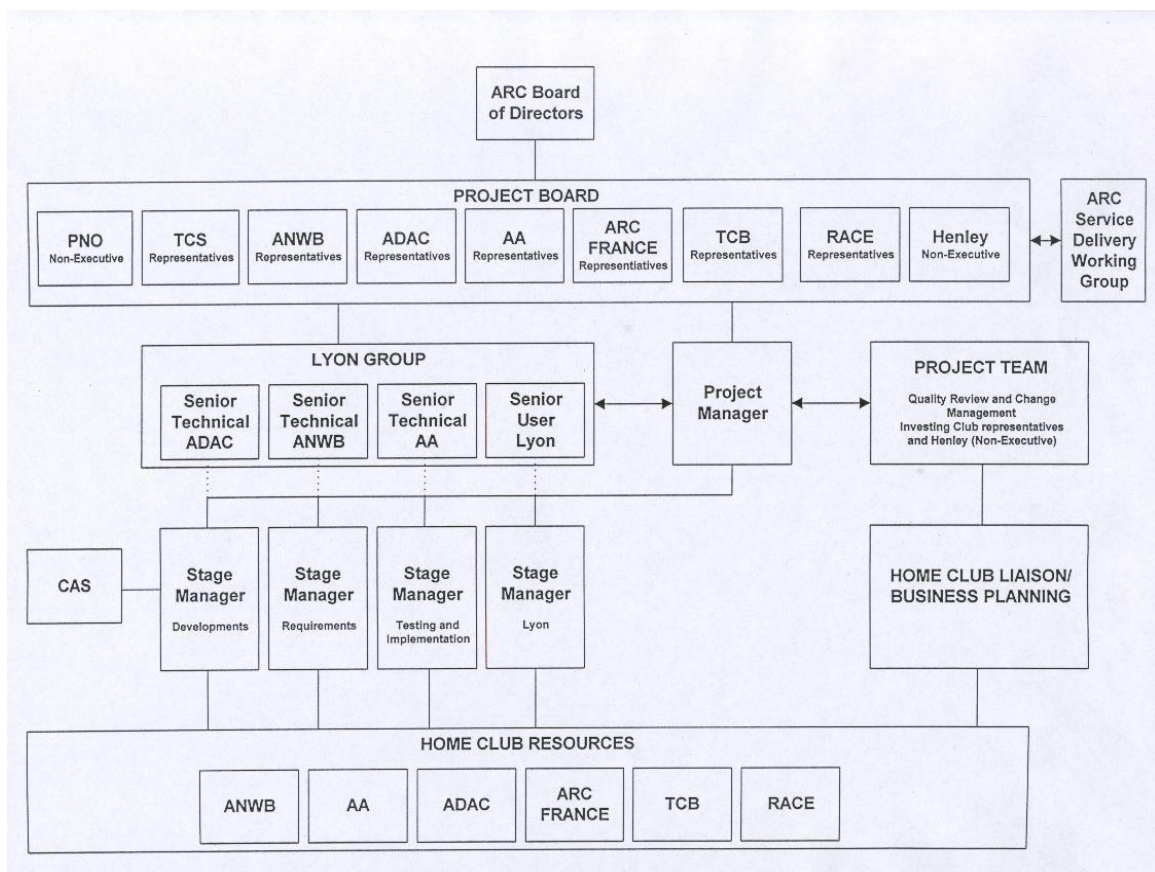 ARC Board
of Directors
PROJECT BOARD
PNO
Non-Executive
TCS
Representatives
ANWB
Representatives
ADAC
Representatives
AA
Representatives
ARC
FRANCE
Representiatives
TCB
Representatives
RACE
Representatives
Henley
Non-Executive
ARC
Service
Delivery
Working
Group
LYON GROUP
Senior
Technical
ADAC
Senior
Technical
ANWB
Senior
Technical
AA
Senior
User
Lyon
Project
Manager
PROJECT TEAM
Quality Review and Change
Management
Investing Club representatives
and Henley (Non-Executive)
CAS
Stage
Manager
Developments
Stage
Manager
Requirements
Stage
Manager
Testing and
Implementation
Stage
Manager
Lyon
HOME CLUB LIAISON/
BUSINESS PLANNING
HOME CLUB RESOURCES
ANWB
AA
ADAC
ARC
FRANCE
TCB
RACE